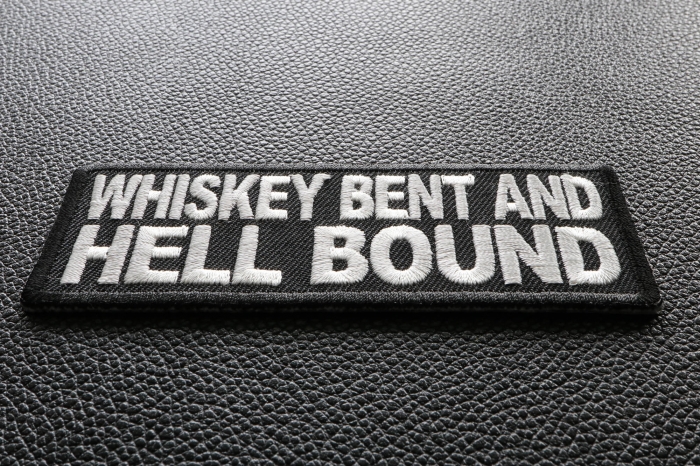 WHISKEY BENT AND
HELL BOUND